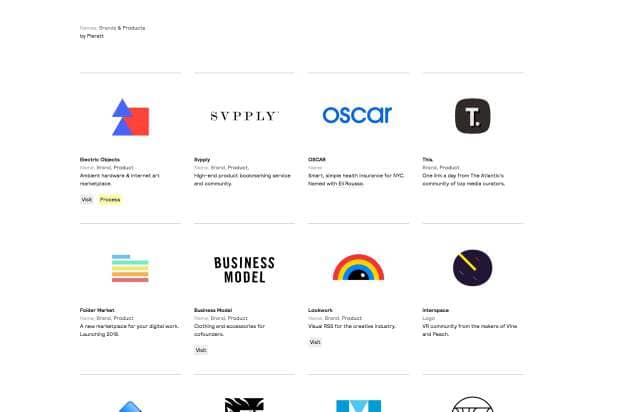 Names, Brands & Products
by Pieratt
SVPPLY
oscar
T.
Electric Objects
Name, Brand, Product
Ambient hardware & internet art
marketplace.
Visit Process
Svpply
Name, Brand, Product,
High-end product bookmarking service
and community.
OSCAR
Name
Smart, simple health insurance for NYC.
Named with Eli Rousso.
This.
Brand, Product,
One link a day from The Atlantic's
community of top media curators.
BUSINESS
MODEL
Folder Market
Name, Brand, Product
A new marketplace for your digital work.
Launching 2016.
Business Model
Name, Brand, Product
Clothing and accessories for
cofounders.
Visit
Lookwork
Name, Brand, Product
Visual RSS for the creative industry.
Visit
Interspace
Logo
VR community from the makers of Vine
and Peach.